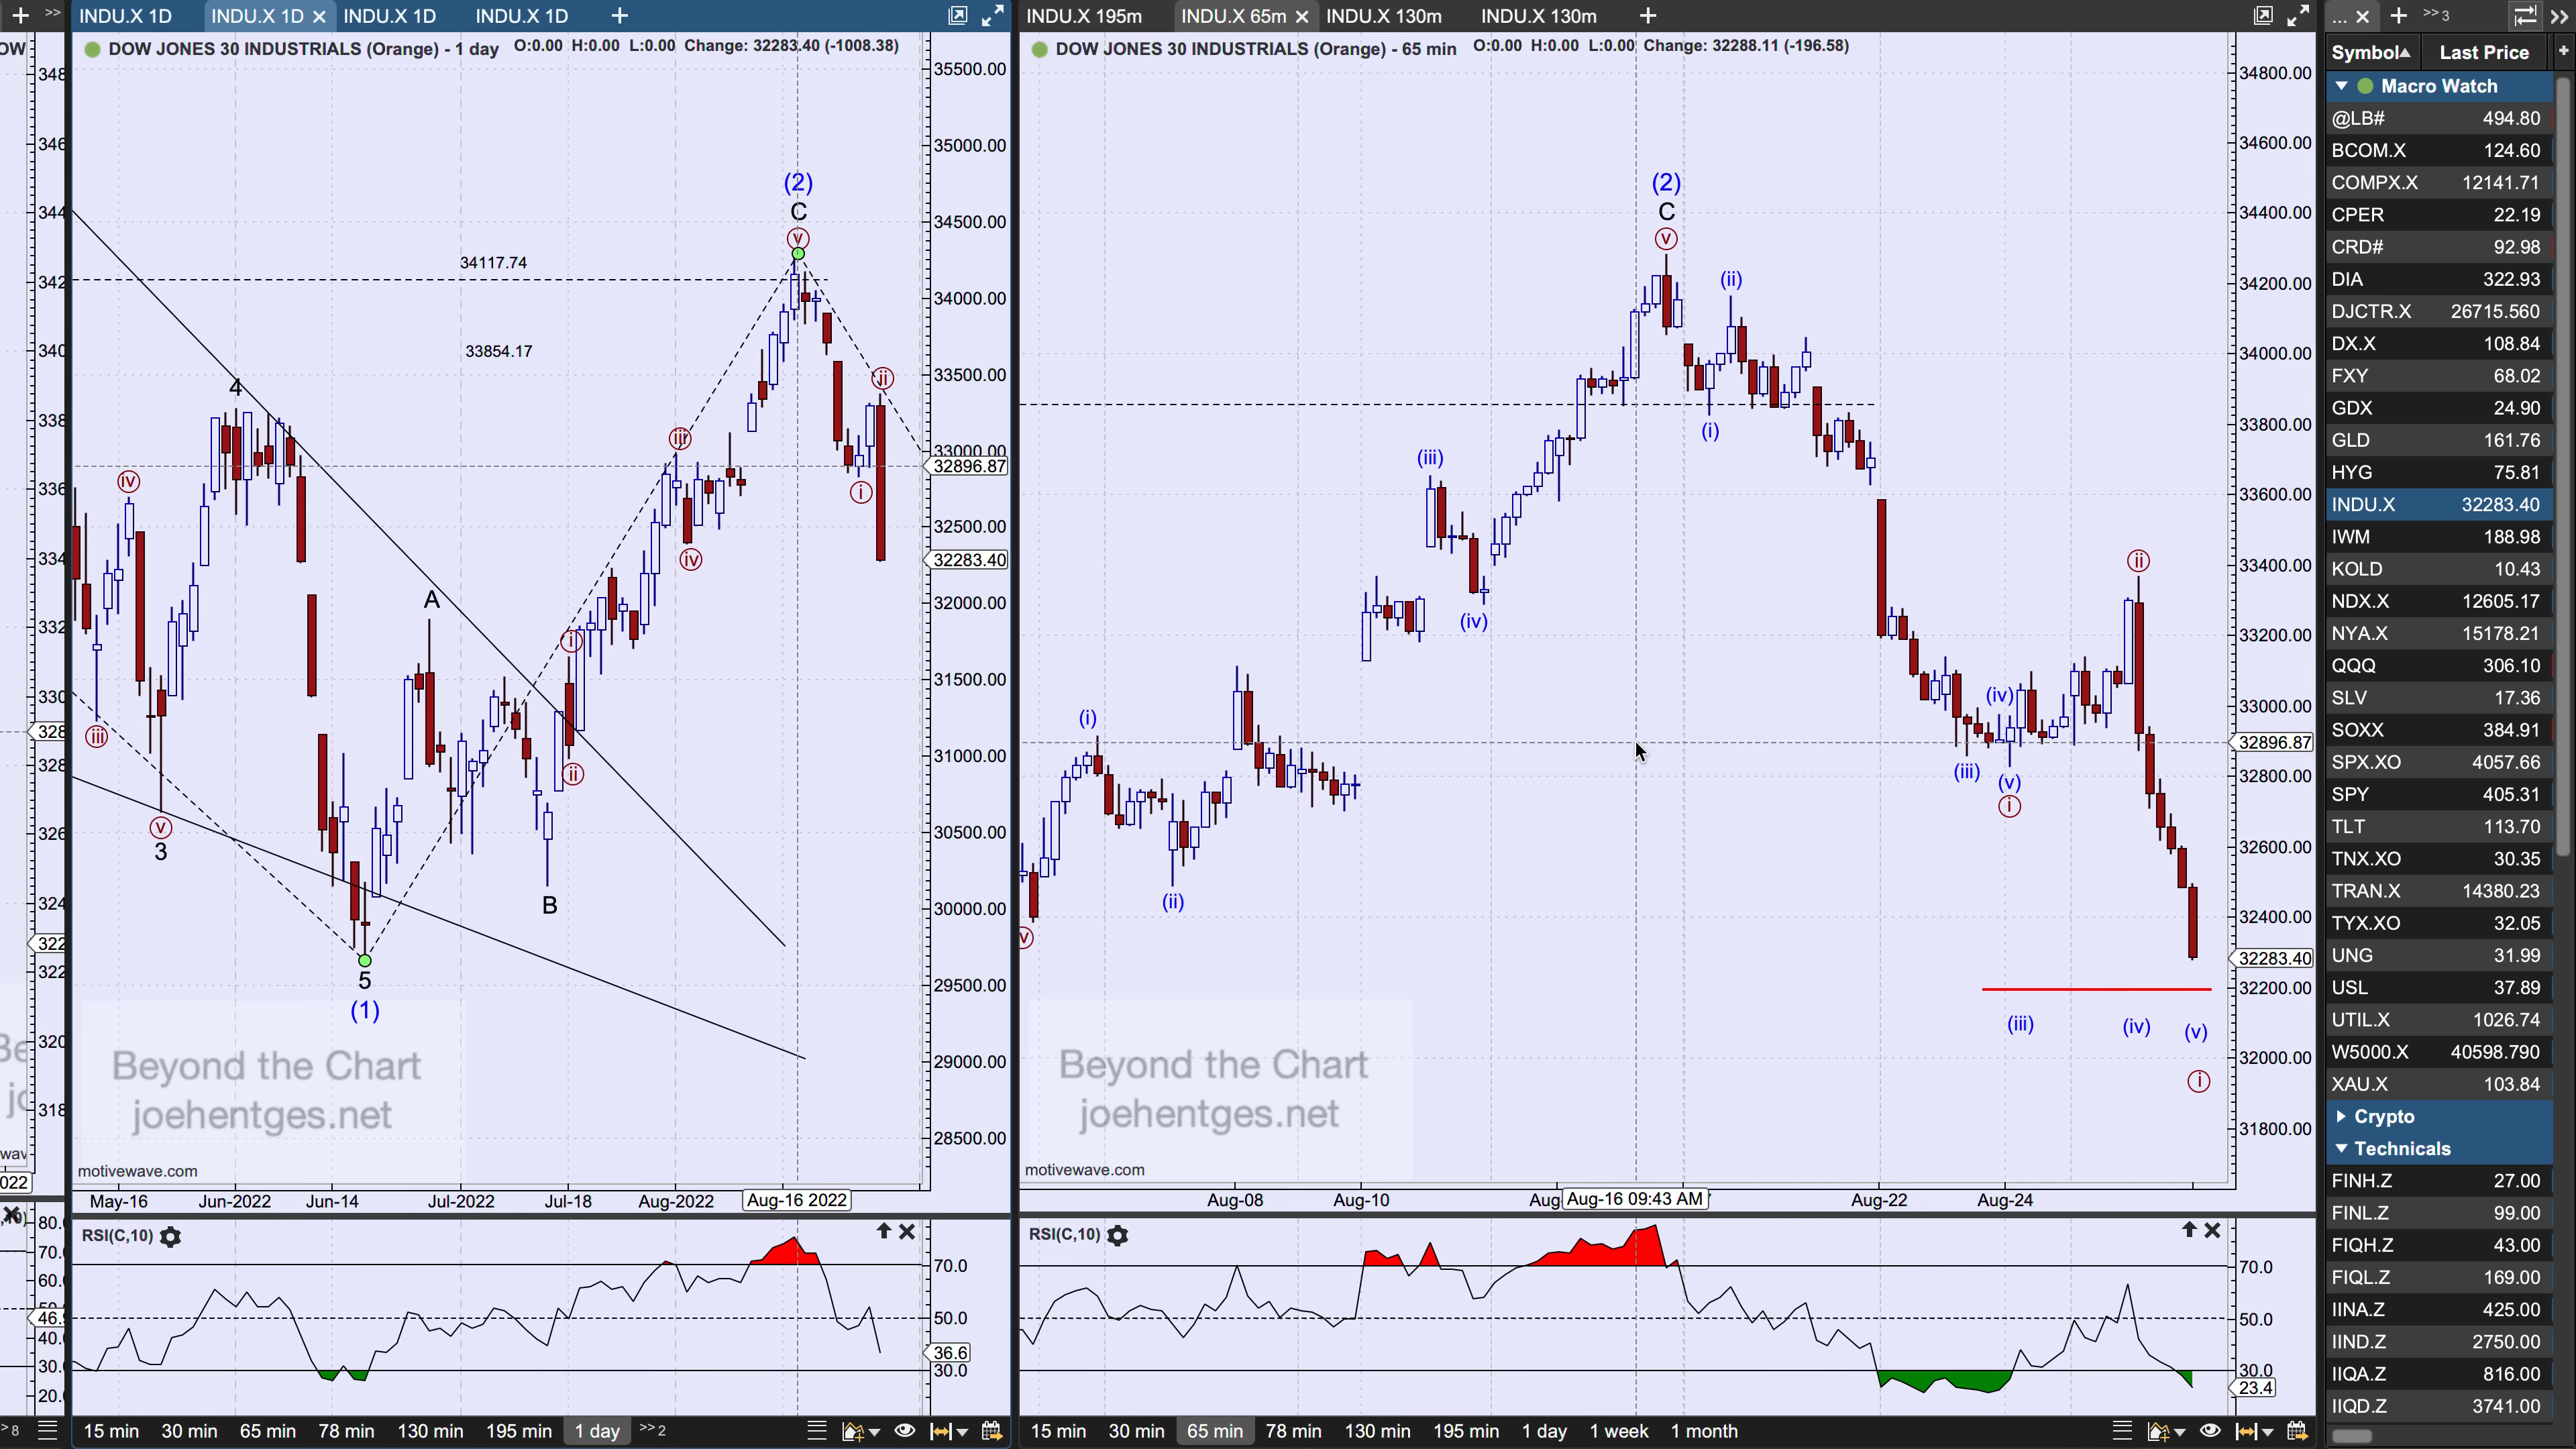 INDU.X 1D INDU.X 1D INDU.X 1D INDU.X 1D
INDU.X 195m INDU.X 65m INDU.X 130m INDU.X 130m
DOW JONES 30 INDUSTRIALS (Orange) - 1 day O:0.00 H:0.00 L:0.00 Change: 32283.40 (-1008.38)
35500.00
35000.00
34500.00
34000.00
33500.00
33000.00
32896.87
32500.00
32283.40
32000.00
31500.00
31000.00
30500.00
30000.00
29500.00
29000.00
28500.00
(2)
C
v
34117.74
33854.17
4
ii
iii
iv
i
iv
A
i
iii
ii
v
3
B
5
(1)
Beyond the Chart
joehentges.net
motivewave.com
May-16 Jun-2022 Jun-14 Jul-2022 Jul-18 Aug-2022 Aug-16 2022
RSI(C,10)
70.0
50.0
36.6
30.0
15 min 30 min 65 min 78 min 130 min 195 min 1 day >> 2
DOW JONES 30 INDUSTRIALS (Orange) - 65 min O:0.00 H:0.00 L:0.00 Change: 32288.11 (-196.58)
34800.00
34600.00
34400.00
34200.00
34000.00
33800.00
33600.00
33400.00
33200.00
33000.00
32896.87
32800.00
32600.00
32400.00
32283.40
32200.00
32000.00
31800.00
(2)
C
v
(ii)
(i)
(iii)
ii
(iv)
(i)
(iv)
(iii)
(v)
i
(ii)
v
(iii) (iv) (v)
i
Beyond the Chart
joehentges.net
motivewave.com
Aug-08 Aug-10 Aug-16 09:43 AM Aug-22 Aug-24
RSI(C,10)
70.0
50.0
30.0
23.4
15 min 30 min 65 min 78 min 130 min 195 min 1 day 1 week 1 month
... >> 3
Symbol Last Price
Macro Watch
@LB# 494.80
BCOM.X 124.60
COMPX.X 12141.71
CPER 22.19
CRD# 92.98
DIA 322.93
DJCTR.X 26715.560
DX.X 108.84
FXY 68.02
GDX 24.90
GLD 161.76
HYG 75.81
INDU.X 32283.40
IWM 188.98
KOLD 10.43
NDX.X 12605.17
NYA.X 15178.21
QQQ 306.10
SLV 17.36
SOXX 384.91
SPX.XO 4057.66
SPY 405.31
TLT 113.70
TNX.XO 30.35
TRAN.X 14380.23
TYX.XO 32.05
UNG 31.99
USL 37.89
UTIL.X 1026.74
W5000.X 40598.790
XAU.X 103.84
Crypto
Technicals
FINH.Z 27.00
FINL.Z 99.00
FIQH.Z 43.00
FIQL.Z 169.00
IINA.Z 425.00
IIND.Z 2750.00
IIQA.Z 816.00
IIQD.Z 3741.00